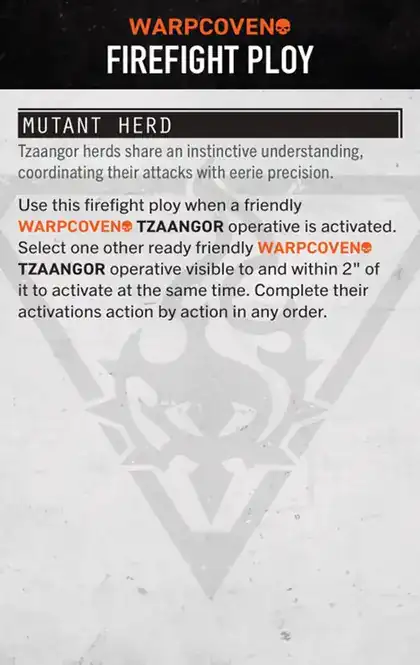 WARPCOVEN
FIREFIGHT PLOY
MUTANT HERD
Tzaangor herds share an instinctive understanding,
coordinating their attacks with eerie precision.
Use this firefight ploy when a friendly
WARPCOVEN TZAANGOR operative is activated.
Select one other ready friendly WARPCOVEN
TZAANGOR operative visible to and within 2" of
it to activate at the same time. Complete their
activations action by action in any order.